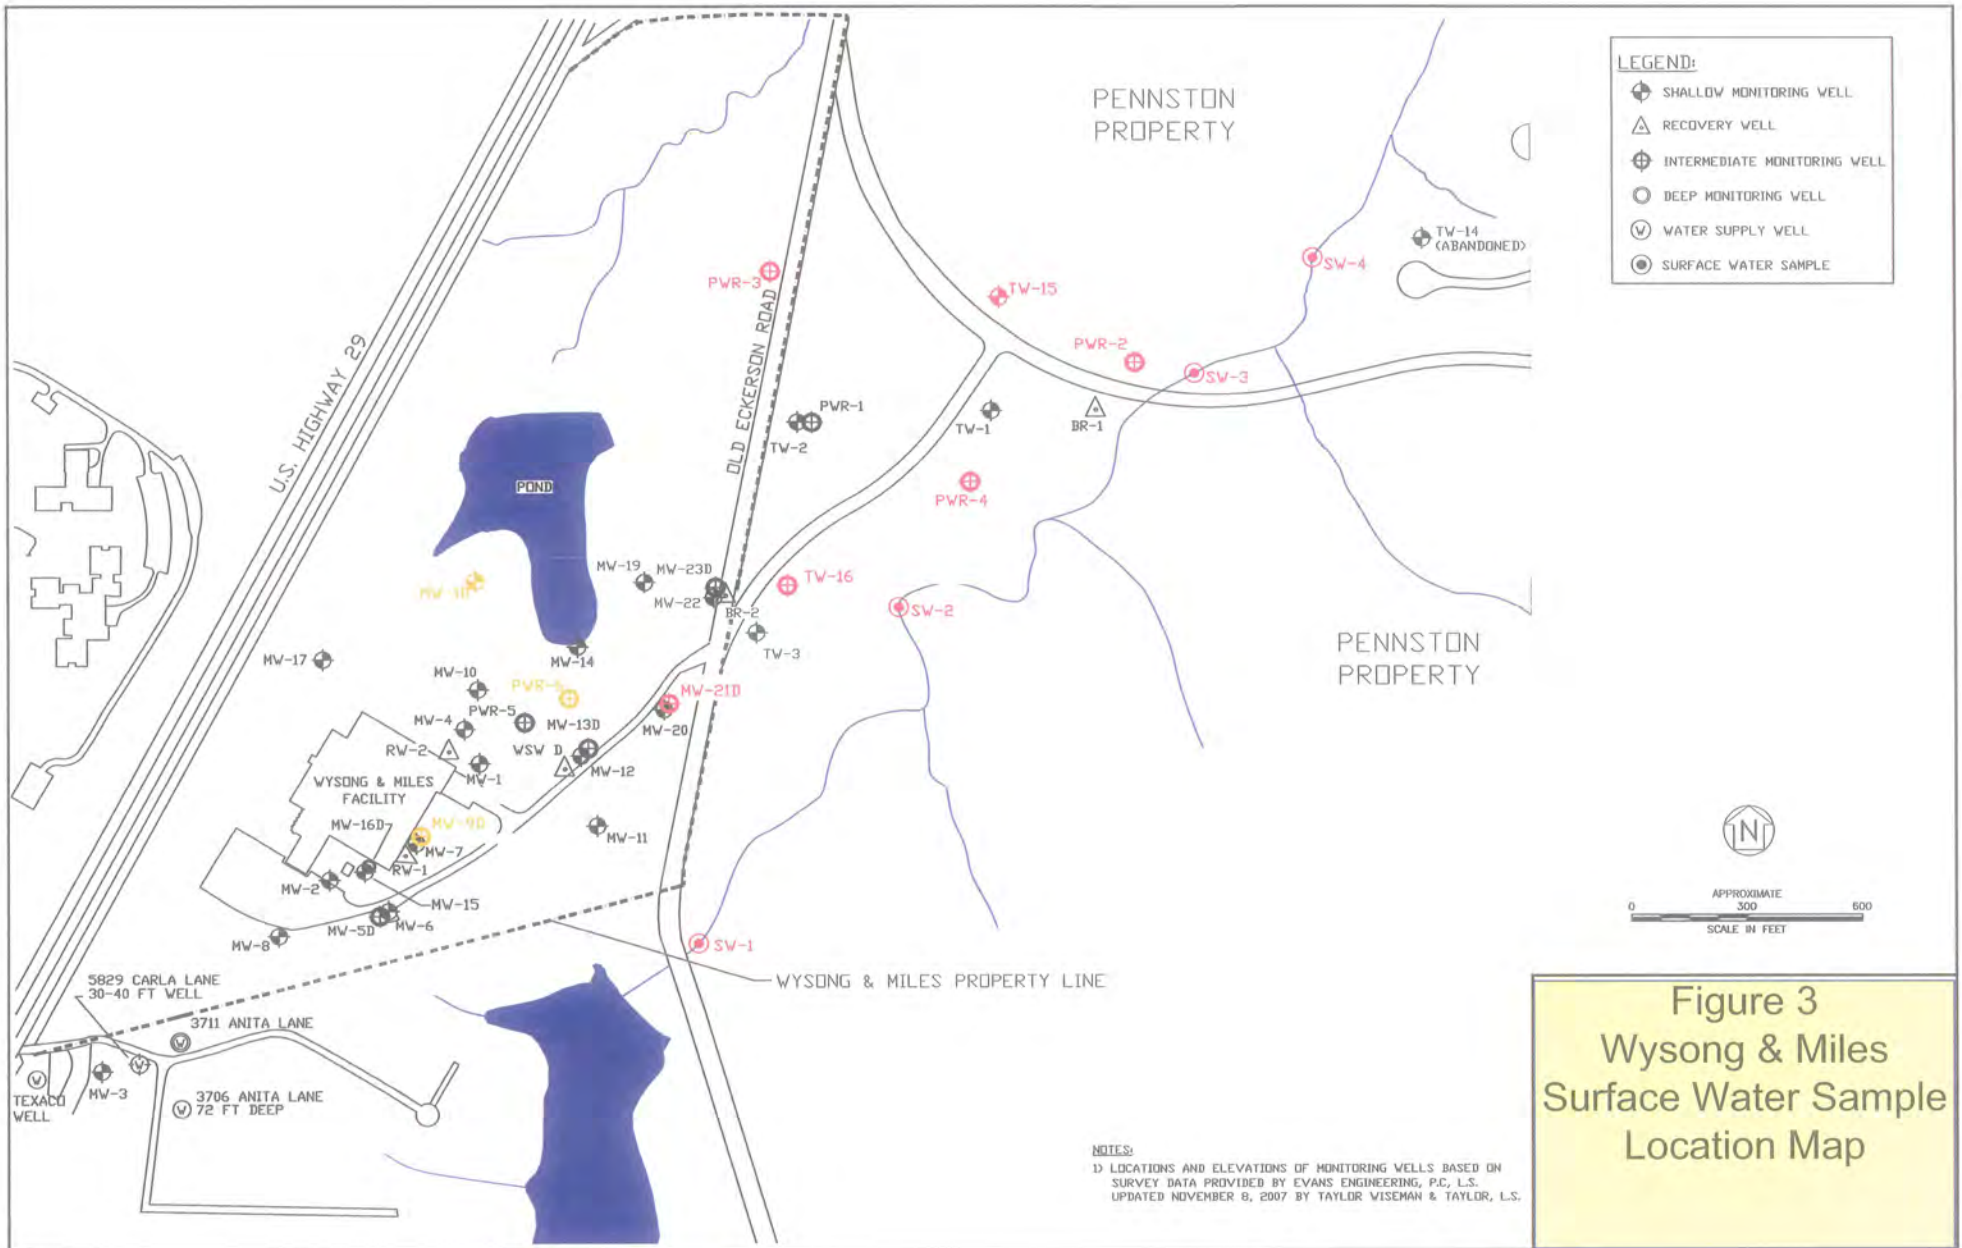 PENNSTON
PROPERTY
LEGEND:
SHALLOW MONITORING WELL
RECOVERY WELL
INTERMEDIATE MONITORING WELL
DEEP MONITORING WELL
W WATER SUPPLY WELL
SURFACE WATER SAMPLE
TW-14
(ABANDONED)
SW-4
PWR-3
TW-15
PWR-2
SW-3
U.S. HIGHWAY 29
OLD ECKERSON ROAD
PWR-1
TW-2
TW-1
BR-1
POND
PWR-4
MW-19
MW-23D
MW-22
BR-2
TW-16
SW-2
TW-3
PENNSTON
PROPERTY
MW-17
MW-14
MW-10
PWR-5
MW-21D
MW-20
MW-4
MW-13D
RW-2
WSW D
MW-1
MW-12
WYSONG & MILES
FACILITY
MW-16D
MW-9D
MW-7
MW-11
RW-1
MW-2
MW-15
MW-5D
MW-6
MW-8
SW-1
N
APPROXIMATE
0 300 600
SCALE IN FEET
WYSONG & MILES PROPERTY LINE
5829 CARLA LANE
30-40 FT WELL
3711 ANITA LANE
W
W
W
TEXACO
WELL
MW-3
W
3706 ANITA LANE
72 FT DEEP
NOTES:
1) LOCATIONS AND ELEVATIONS OF MONITORING WELLS BASED ON
SURVEY DATA PROVIDED BY EVANS ENGINEERING, P.C, L.S.
UPDATED NOVEMBER 8, 2007 BY TAYLOR WISEMAN & TAYLOR, L.S.
Figure 3
Wysong & Miles
Surface Water Sample
Location Map